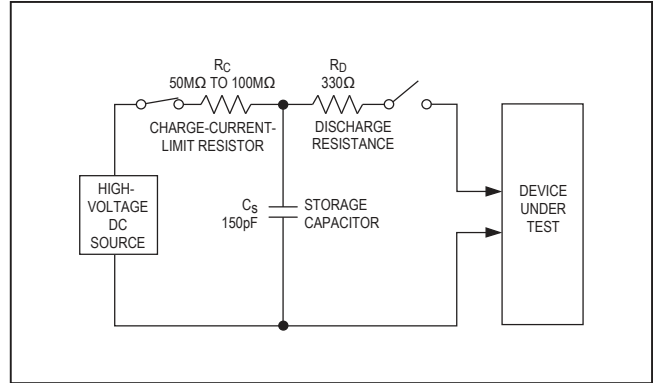 RC
50MΩ TO 100MΩ
CHARGE-CURRENT-
LIMIT RESISTOR
RD
330Ω
DISCHARGE
RESISTANCE
HIGH-
VOLTAGE
DC
SOURCE
CS
150pF
STORAGE
CAPACITOR
DEVICE
UNDER
TEST